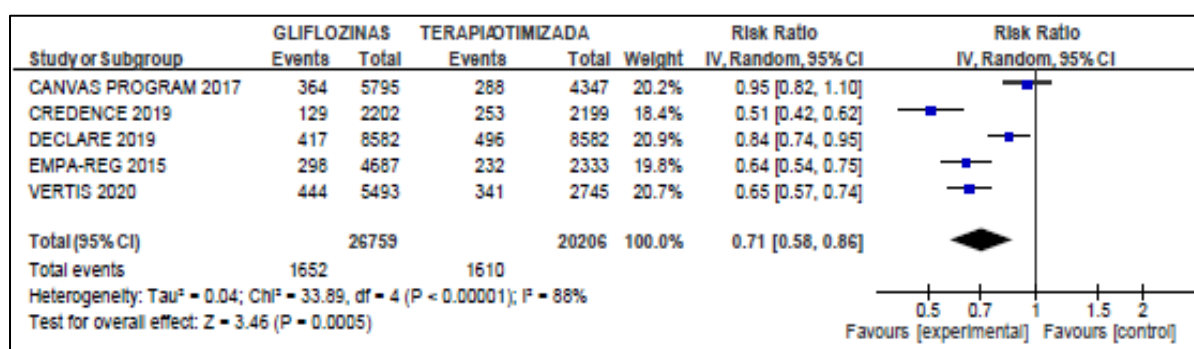 GLIFLOZINAS TERAPIA OTIMIZADA Risk Ratio Risk Ratio
Study or Subgroup Events Total Events Total Weight IV, Random, 95% CI IV, Random, 95% CI
CANVAS PROGRAM 2017 364 5795 288 4347 20.2% 0.95 [0.82, 1.10]
CREDENCE 2019 129 2202 253 2199 18.4% 0.51 [0.42, 0.62]
DECLARE 2019 417 8582 496 8582 20.9% 0.84 [0.74, 0.95]
EMPA-REG 2015 298 4687 232 2333 19.8% 0.64 [0.54, 0.75]
VERTIS 2020 444 5493 341 2745 20.7% 0.65 [0.57, 0.74]
Total (95% CI) 26759 20206 100.0% 0.71 [0.58, 0.86]
Total events 1652 1610
Heterogeneity: Tau² = 0.04; Chi² = 33.89, df = 4 (P < 0.00001); I² = 88%
Test for overall effect: Z = 3.46 (P = 0.0005)
0.5 0.7 1 1.5 2
Favours [experimental] Favours [control]